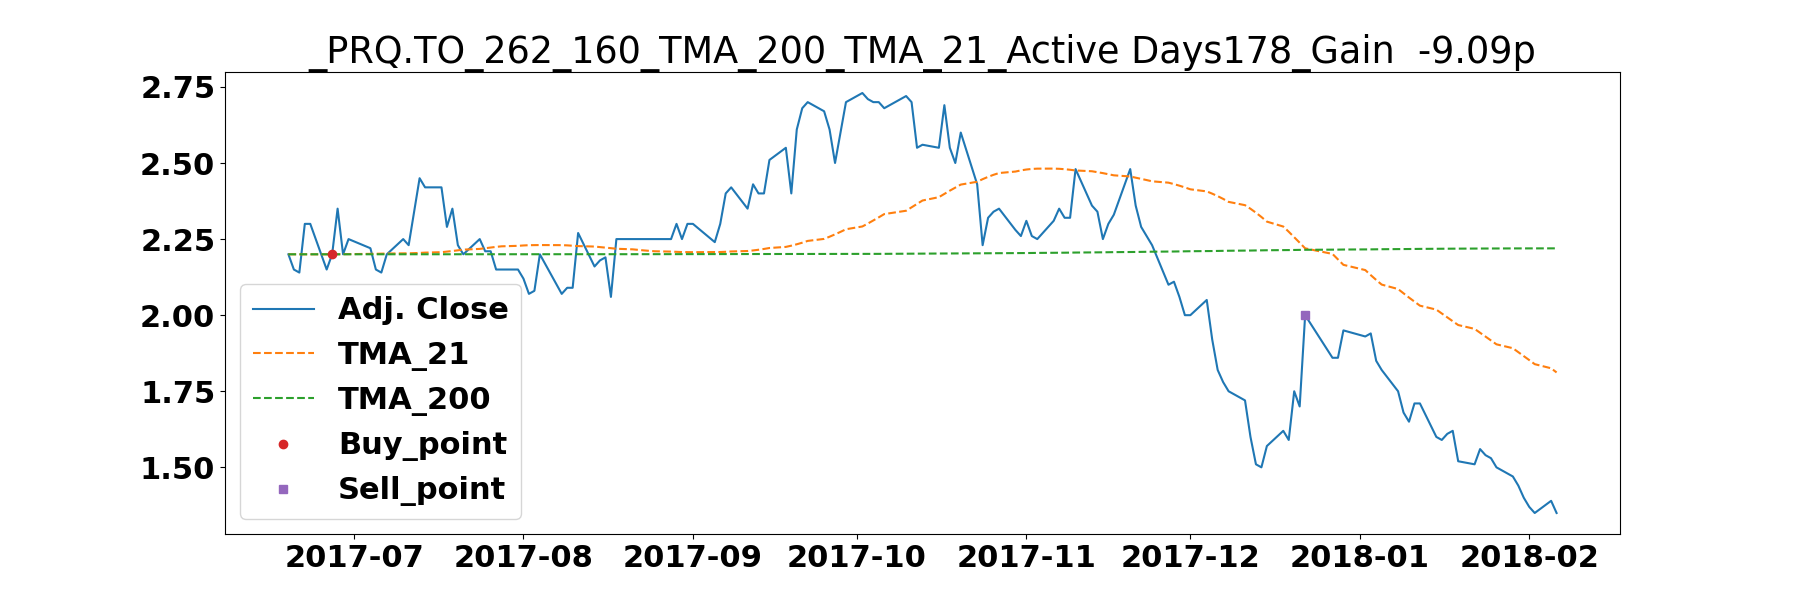 _PRQ.TO_262_160_TMA_200_TMA_21_Active Days178_Gain  -9.09p
2.75
2.50
2.25
2.00
1.75
1.50
Adj. Close
TMA_21
TMA_200
Buy_point
Sell_point
2017-07 2017-08 2017-09 2017-10 2017-11 2017-12 2018-01 2018-02